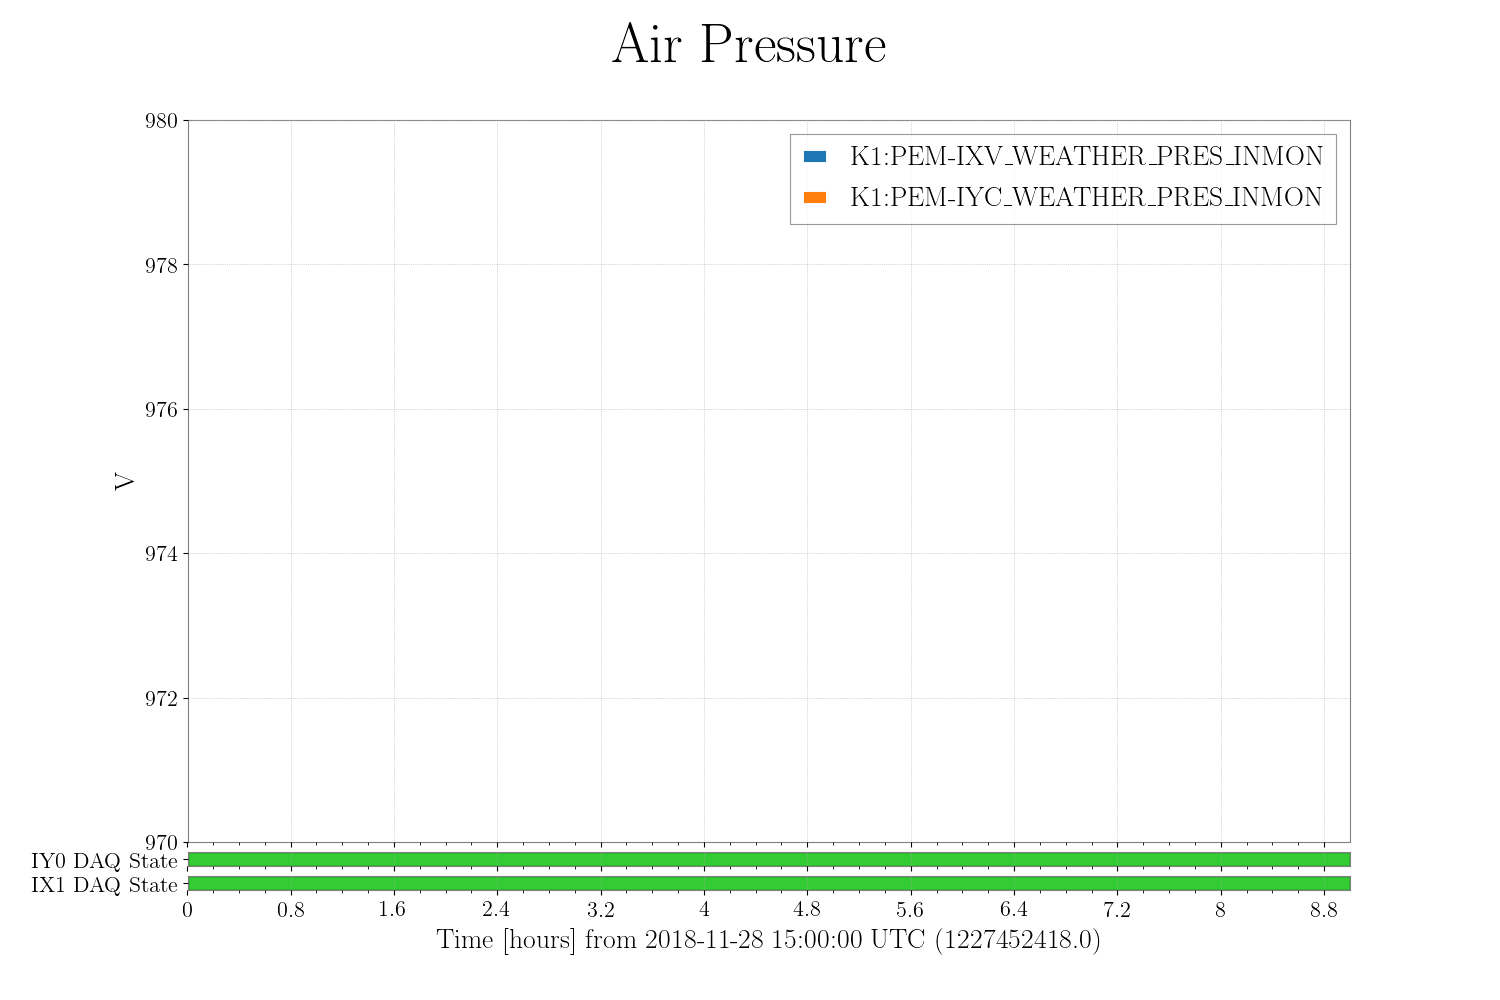 Air Pressure
980
K1:PEM-IXV_WEATHER_PRES_INMON
K1:PEM-IYC_WEATHER_PRES_INMON
978
976
V
974
972
970
IY0 DAQ State
IX1 DAQ State
0 0.8 1.6 2.4 3.2 4 4.8 5.6 6.4 7.2 8 8.8
Time [hours] from 2018-11-28 15:00:00 UTC (1227452418.0)